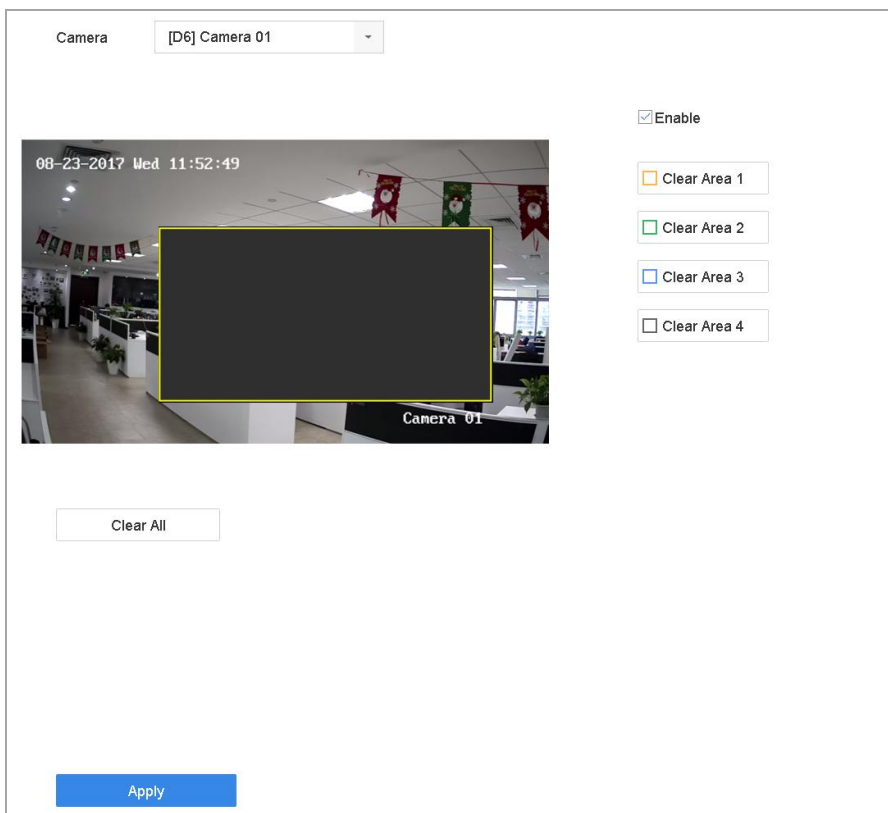 Camera
[D6] Camera 01
Enable
08-23-2017 Wed 11:52:49
Clear Area 1
Clear Area 2
Clear Area 3
Clear Area 4
Camera 01
Clear All
Apply